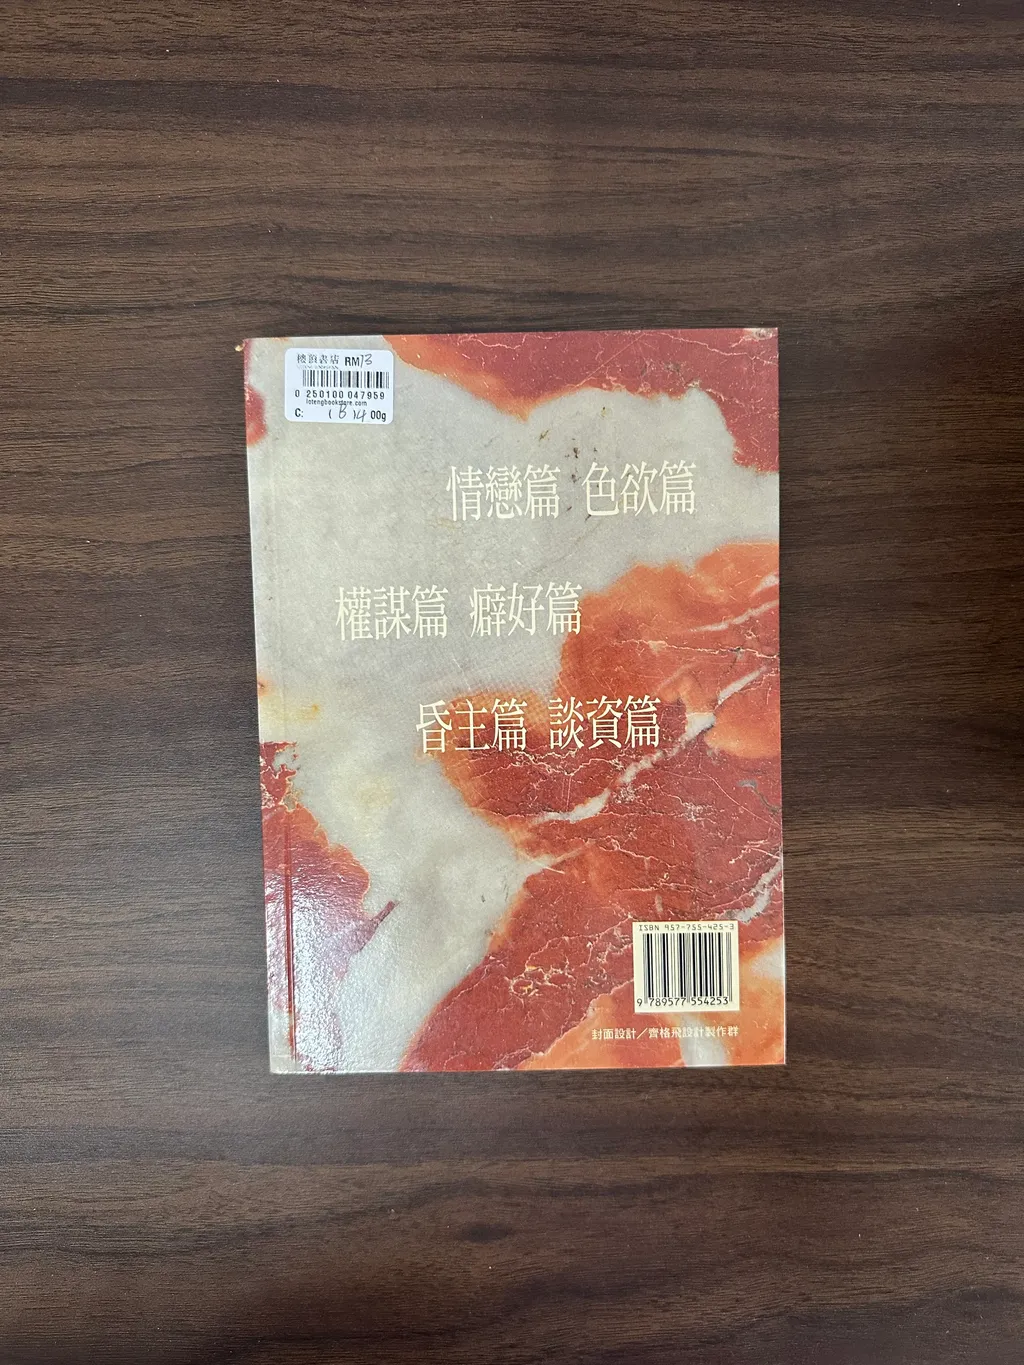 樓頂書店 RM13
0 250100 047959
lotengbookstore.com
C: 00g
情戀篇 色欲篇
權謀篇 癖好篇
昏主篇 談資篇
ISBN 957-755-425-3
9 789577 554253
封面設計／齊格飛設計製作群